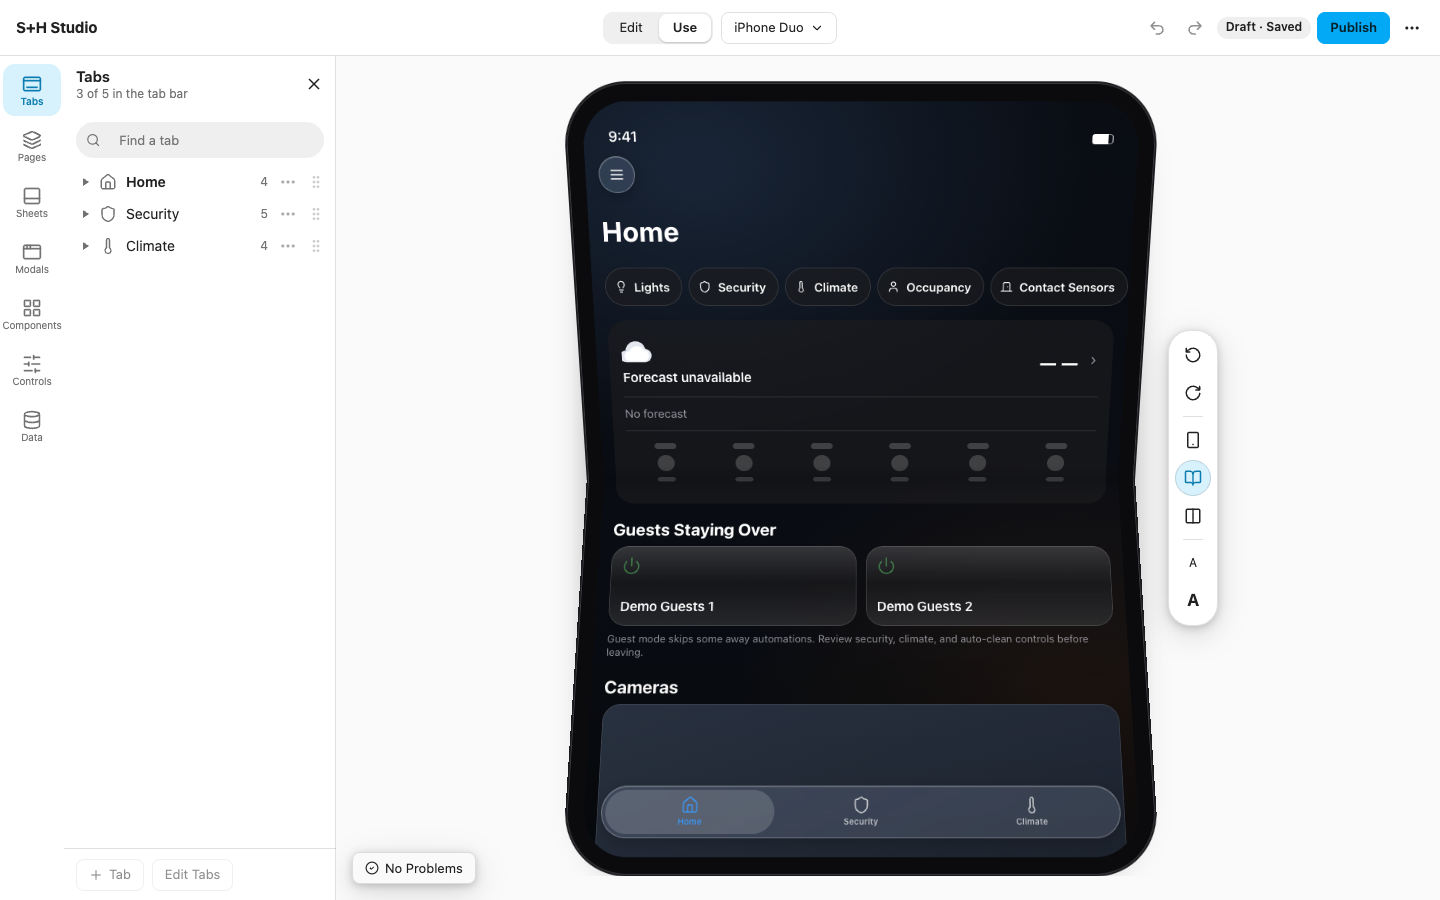 S+H Studio
Edit
Use
iPhone Duo
Draft · Saved
Publish
Tabs
Pages
Sheets
Modals
Components
Controls
Data
Tabs
3 of 5 in the tab bar
Find a tab
Home 4
Security 5
Climate 4
+ Tab
Edit Tabs
No Problems
9:41
Home
Lights
Security
Climate
Occupancy
Contact Sensors
Forecast unavailable
— —
No forecast
Guests Staying Over
Demo Guests 1
Demo Guests 2
Guest mode skips some away automations. Review security, climate, and auto-clean controls before
leaving.
Cameras
Home
Security
Climate
A
A